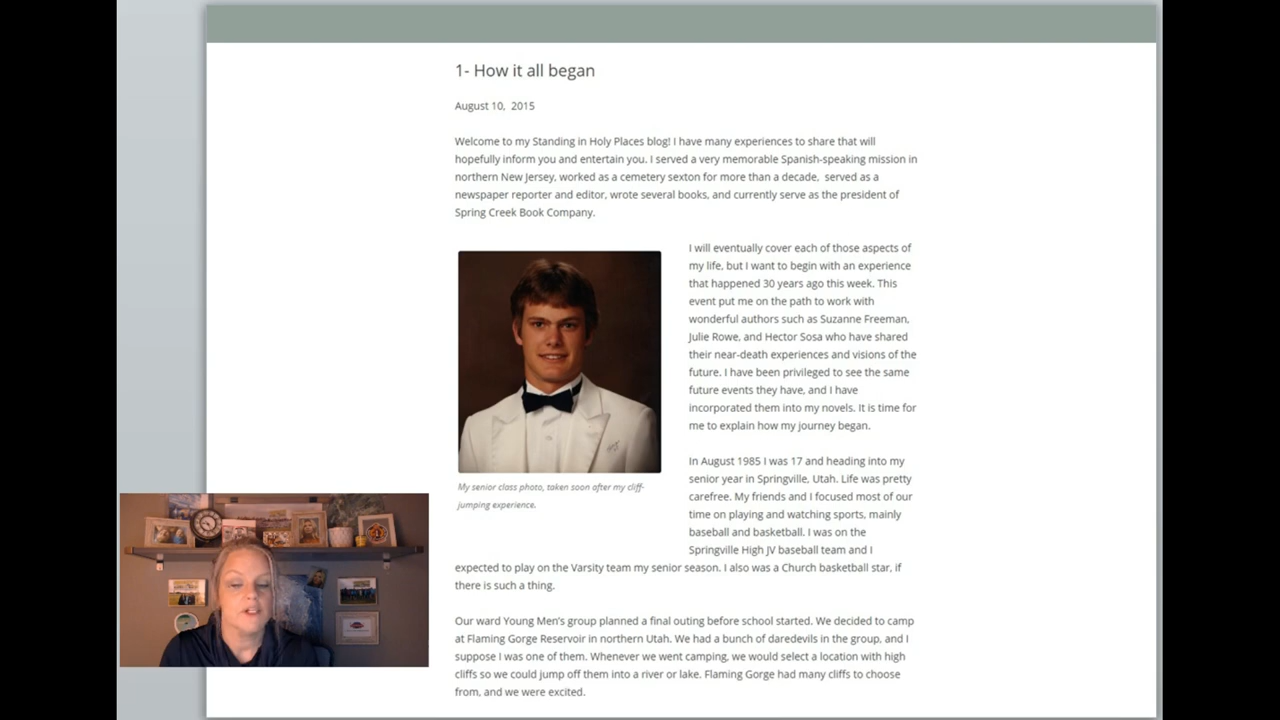 1- How it all began
August 10,  2015
Welcome to my Standing in Holy Places blog! I have many experiences to share that will
hopefully inform you and entertain you. I served a very memorable Spanish-speaking mission in
northern New Jersey, worked as a cemetery sexton for more than a decade,  served as a
newspaper reporter and editor, wrote several books, and currently serve as the president of
Spring Creek Book Company.
I will eventually cover each of those aspects of
my life, but I want to begin with an experience
that happened 30 years ago this week. This
event put me on the path to work with
wonderful authors such as Suzanne Freeman,
Julie Rowe, and Hector Sosa who have shared
their near-death experiences and visions of the
future. I have been privileged to see the same
future events they have, and I have
incorporated them into my novels. It is time for
me to explain how my journey began.
My senior class photo, taken soon after my cliff-
jumping experience.
In August 1985 I was 17 and heading into my
senior year in Springville, Utah. Life was pretty
carefree. My friends and I focused most of our
time on playing and watching sports, mainly
baseball and basketball. I was on the
Springville High JV baseball team and I
expected to play on the Varsity team my senior season. I also was a Church basketball star, if
there is such a thing.
Our ward Young Men's group planned a final outing before school started. We decided to camp
at Flaming Gorge Reservoir in northern Utah. We had a bunch of daredevils in the group, and I
suppose I was one of them. Whenever we went camping, we would select a location with high
cliffs so we could jump off them into a river or lake. Flaming Gorge had many cliffs to choose
from, and we were excited.